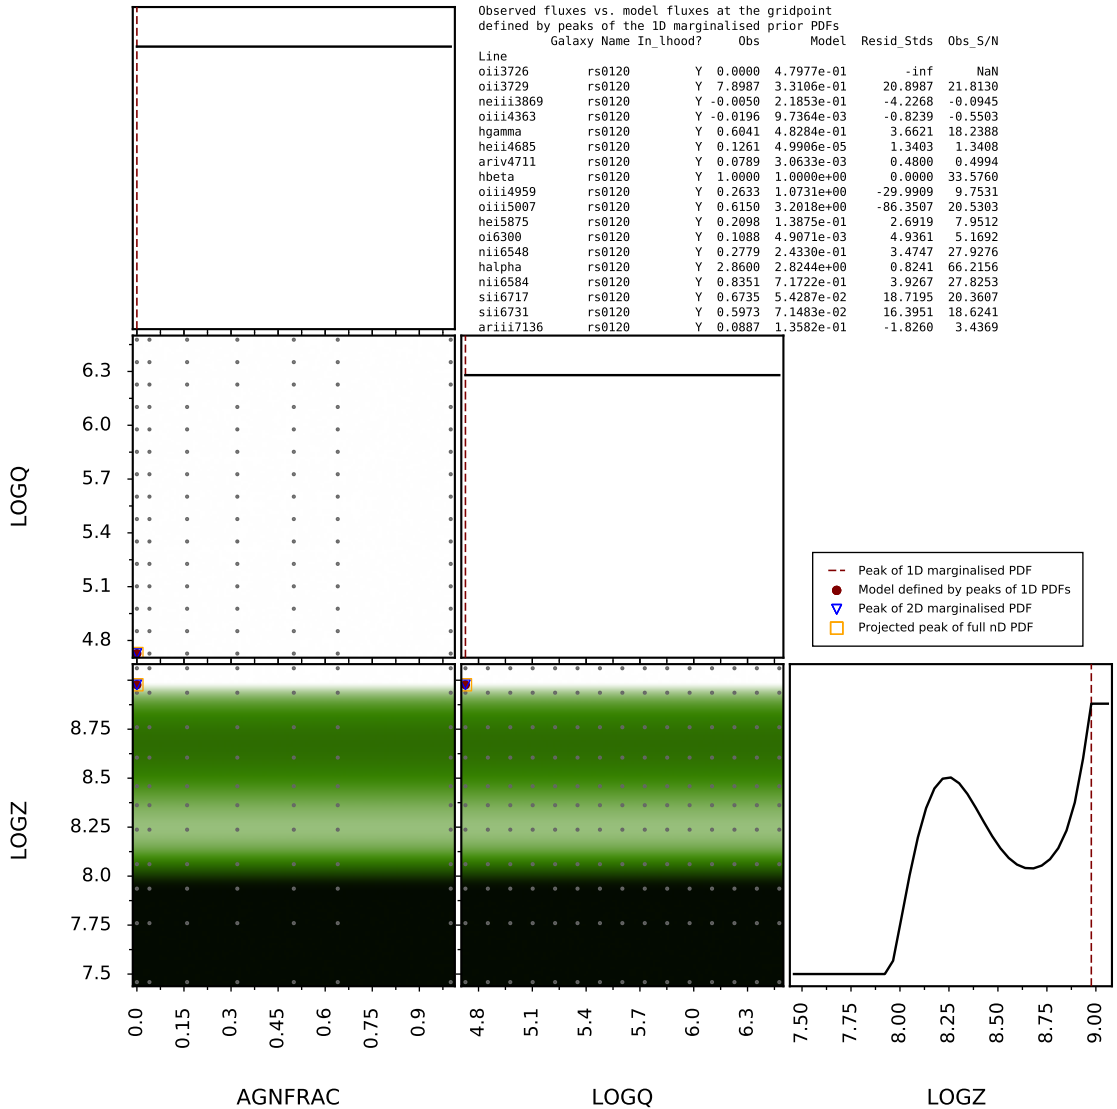 Observed fluxes vs. model fluxes at the gridpoint
defined by peaks of the 1D marginalised prior PDFs
Galaxy Name In_lhood? Obs Model Resid_Stds Obs_S/N
Line
oii3726 rs0120 Y 0.0000 4.7977e-01 -inf NaN
oii3729 rs0120 Y 7.8987 3.3106e-01 20.8987 21.8130
neiii3869 rs0120 Y -0.0050 2.1853e-01 -4.2268 -0.0945
oiii4363 rs0120 Y -0.0196 9.7364e-03 -0.8239 -0.5503
hgamma rs0120 Y 0.6041 4.8284e-01 3.6621 18.2388
heii4685 rs0120 Y 0.1261 4.9906e-05 1.3403 1.3408
ariv4711 rs0120 Y 0.0789 3.0633e-03 0.4800 0.4994
hbeta rs0120 Y 1.0000 1.0000e+00 0.0000 33.5760
oiii4959 rs0120 Y 0.2633 1.0731e+00 -29.9909 9.7531
oiii5007 rs0120 Y 0.6150 3.2018e+00 -86.3507 20.5303
hei5875 rs0120 Y 0.2098 1.3875e-01 2.6919 7.9512
oi6300 rs0120 Y 0.1088 4.9071e-03 4.9361 5.1692
nii6548 rs0120 Y 0.2779 2.4330e-01 3.4747 27.9276
halpha rs0120 Y 2.8600 2.8244e+00 0.8241 66.2156
nii6584 rs0120 Y 0.8351 7.1722e-01 3.9267 27.8253
sii6717 rs0120 Y 0.6735 5.4287e-02 18.7195 20.3607
sii6731 rs0120 Y 0.5973 7.1483e-02 16.3951 18.6241
ariii7136 rs0120 Y 0.0887 1.3582e-01 -1.8260 3.4369
LOGQ
6.3
6.0
5.7
5.4
5.1
4.8
Peak of 1D marginalised PDF
Model defined by peaks of 1D PDFs
Peak of 2D marginalised PDF
Projected peak of full nD PDF
LOGZ
8.75
8.5
8.25
8.0
7.75
7.5
0.0 0.15 0.3 0.45 0.6 0.75 0.9
4.8 5.1 5.4 5.7 6.0 6.3
7.50 7.75 8.00 8.25 8.50 8.75 9.00
AGNFRAC LOGQ LOGZ